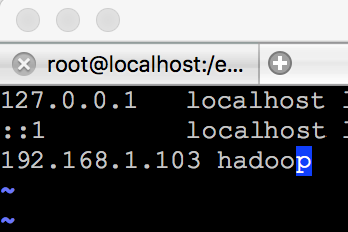 root@localhost:/e...
127.0.0.1 localhost
::1 localhost
192.168.1.103 hadoop
~
~